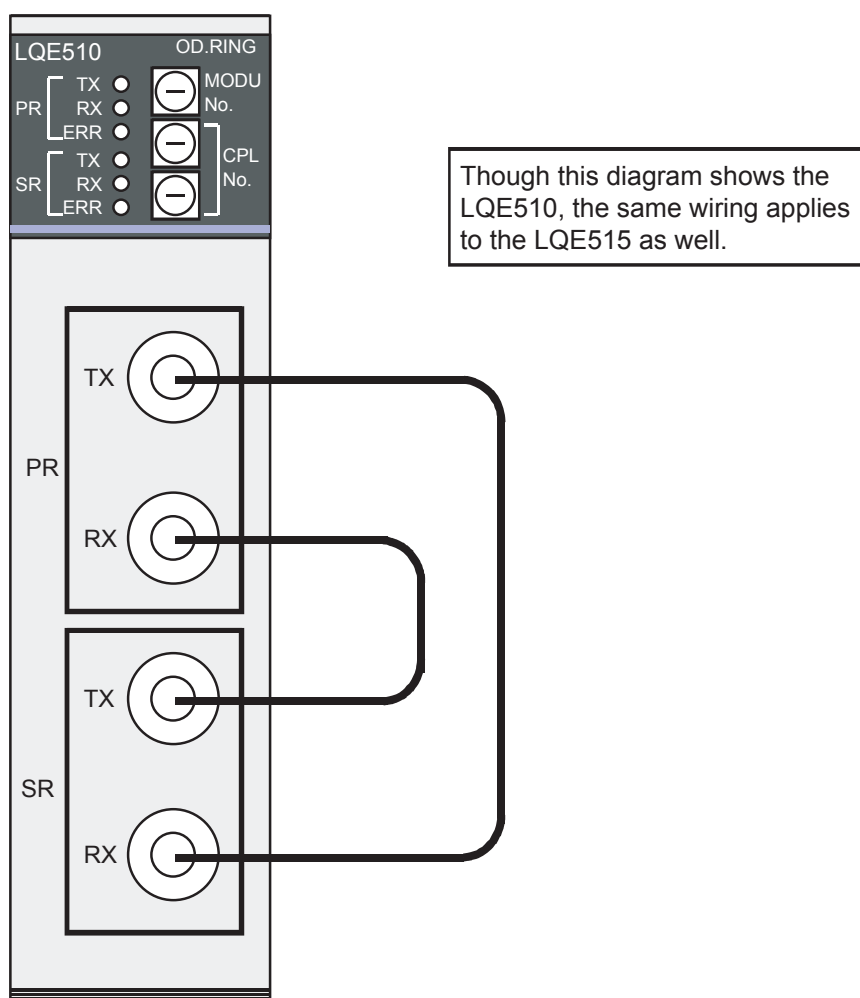 LQE510 OD.RING
PR
TX
RX
ERR
SR
TX
RX
ERR
MODU
No.
CPL
No.
Though this diagram shows the
LQE510, the same wiring applies
to the LQE515 as well.
PR
TX
RX
SR
TX
RX